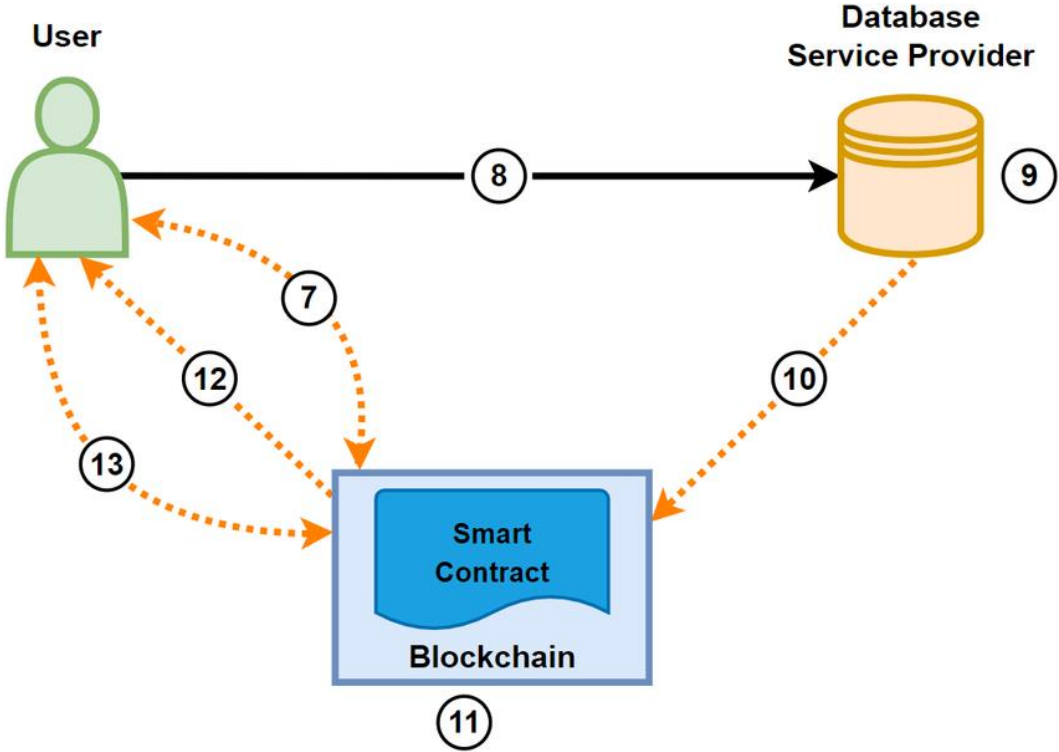 User
Database
Service Provider
8
9
7
12
10
13
Smart
Contract
Blockchain
11